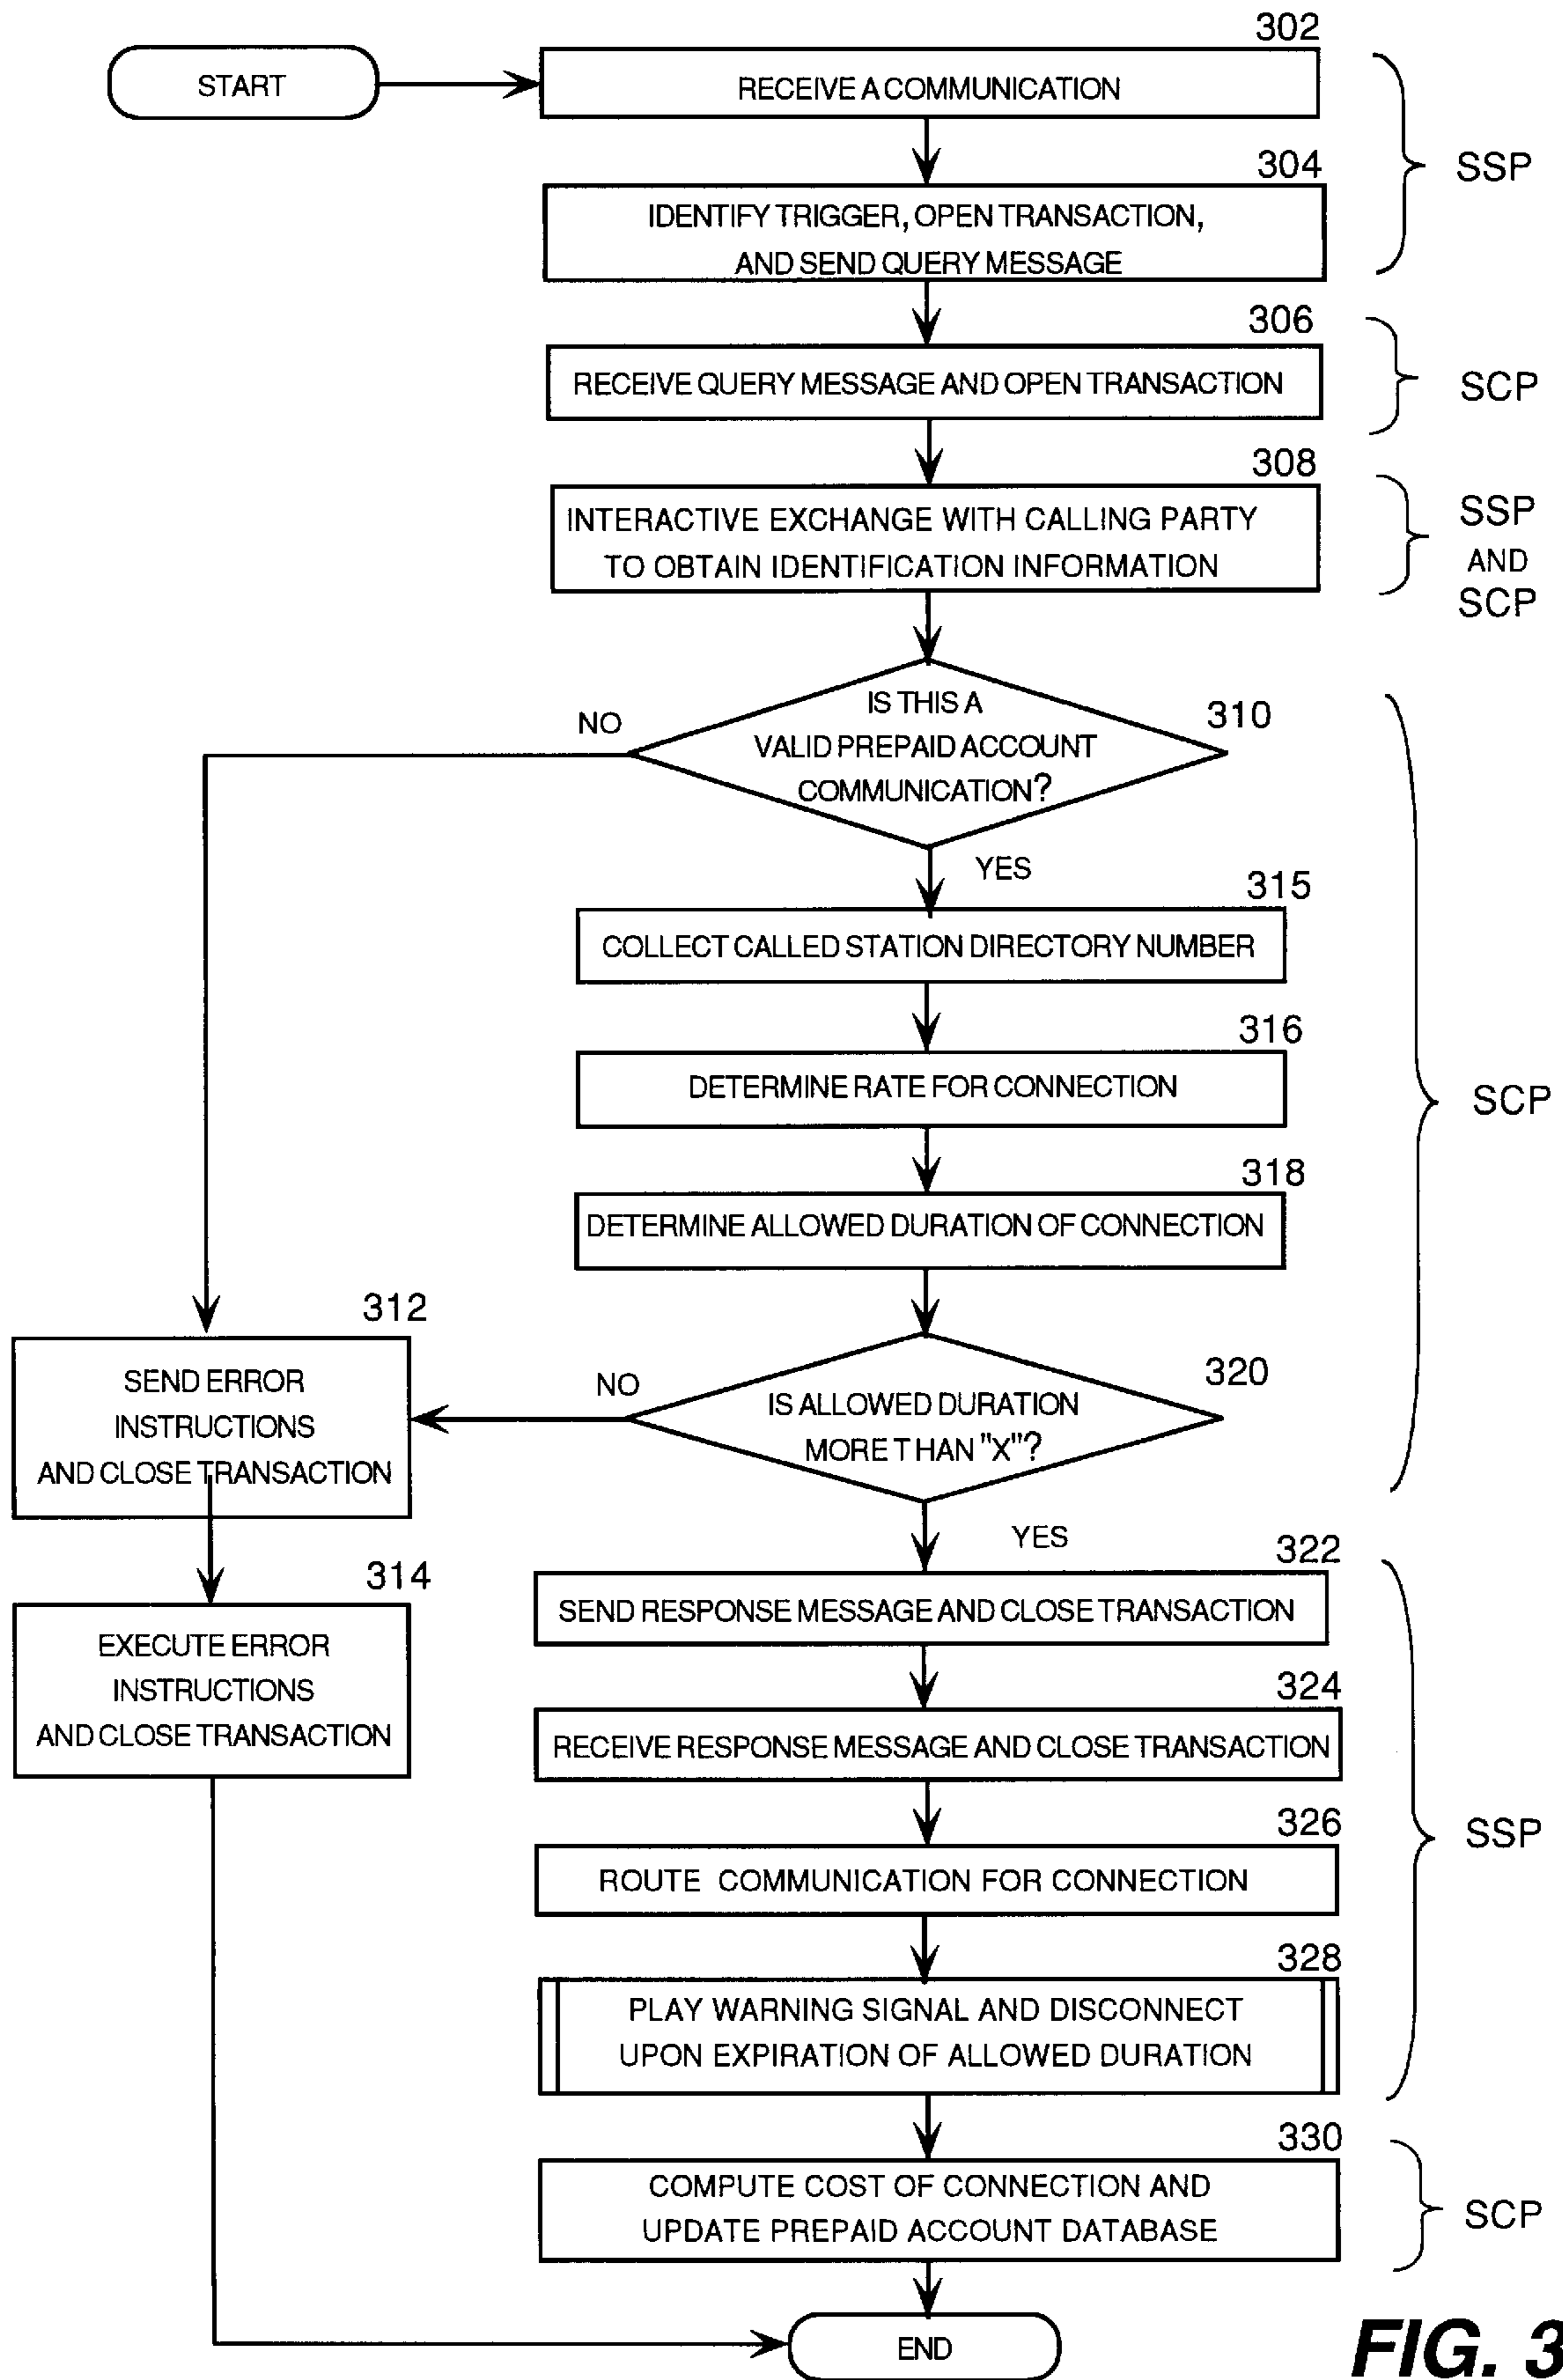 302
START
RECEIVE A COMMUNICATION
SSP
304
IDENTIFY TRIGGER, OPEN TRANSACTION,
AND SEND QUERY MESSAGE
306
RECEIVE QUERY MESSAGE AND OPEN TRANSACTION
SCP
308
INTERACTIVE EXCHANGE WITH CALLING PARTY
TO OBTAIN IDENTIFICATION INFORMATION
SSP
AND
SCP
310
IS THIS A
VALID PREPAID ACCOUNT
COMMUNICATION?
NO
YES
315
COLLECT CALLED STATION DIRECTORY NUMBER
316
DETERMINE RATE FOR CONNECTION
SCP
318
DETERMINE ALLOWED DURATION OF CONNECTION
312
SEND ERROR
INSTRUCTIONS
AND CLOSE TRANSACTION
NO
320
IS ALLOWED DURATION
MORE THAN "X"?
YES
314
EXECUTE ERROR
INSTRUCTIONS
AND CLOSE TRANSACTION
322
SEND RESPONSE MESSAGE AND CLOSE TRANSACTION
324
RECEIVE RESPONSE MESSAGE AND CLOSE TRANSACTION
326
ROUTE COMMUNICATION FOR CONNECTION
SSP
328
PLAY WARNING SIGNAL AND DISCONNECT
UPON EXPIRATION OF ALLOWED DURATION
330
COMPUTE COST OF CONNECTION AND
UPDATE PREPAID ACCOUNT DATABASE
SCP
END
FIG. 3